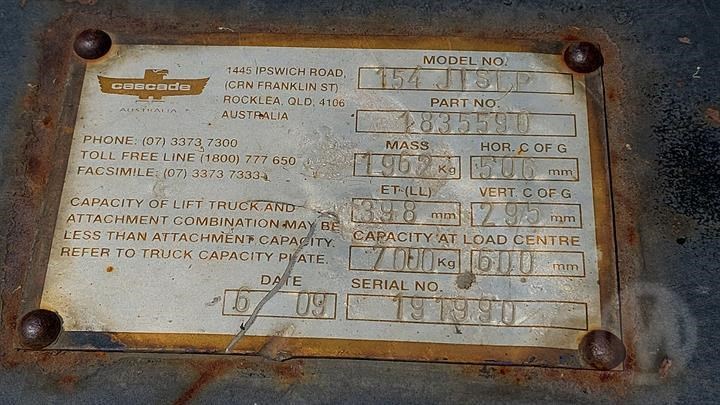 cascade
AUSTRALIA
1445 IPSWICH ROAD,
(CRN FRANKLIN ST)
ROCKLEA, QLD, 4106
AUSTRALIA
PHONE: (07) 3373 7300
TOLL FREE LINE (1800) 777 650
FACSIMILE: (07) 3373 7333
CAPACITY OF LIFT TRUCK AND
ATTACHMENT COMBINATION MAY BE
LESS THAN ATTACHMENT CAPACITY.
REFER TO TRUCK CAPACITY PLATE.
MODEL NO.
154 JTSLP
PART NO.
1835590
MASS HOR. C OF G
1962 Kg 506 mm
ET (LL) VERT. C OF G
398 mm 295 mm
CAPACITY AT LOAD CENTRE
7000 Kg 600 mm
DATE SERIAL NO.
6 09 191990